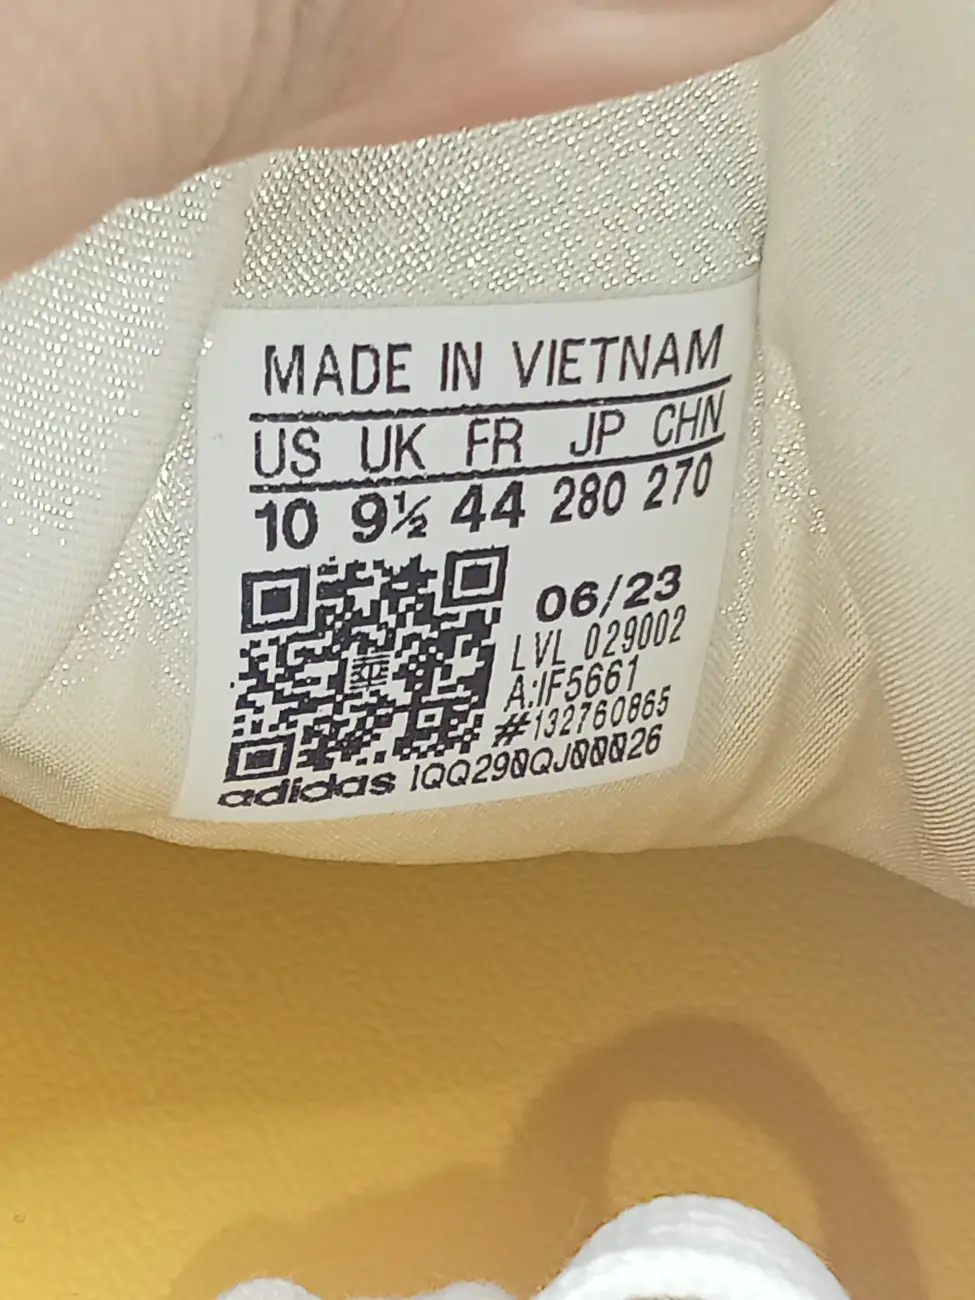 MADE IN VIETNAM
US UK FR JP CHN
10 9½ 44 280 270
06/23
LVL 029002
A:IF5661
#132760865
adidas 1QQ290QJ00026